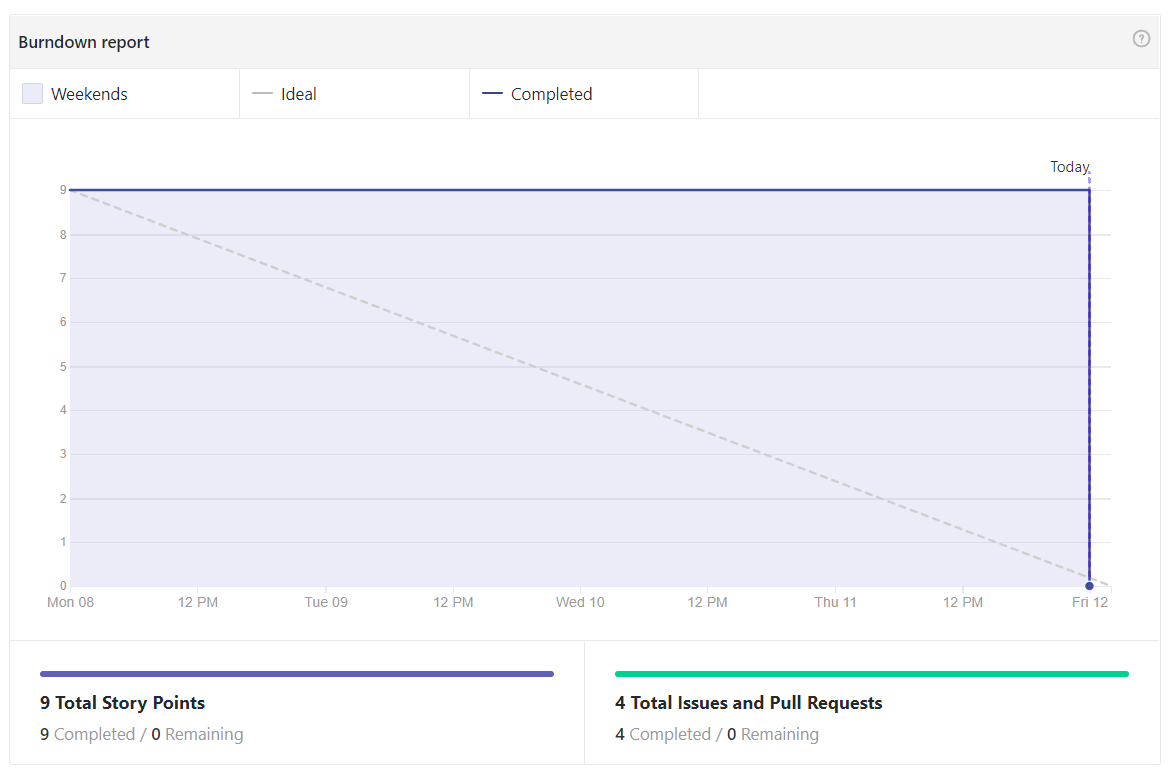 Burndown report
?
Weekends
Ideal
Completed
Today
9
8
7
6
5
4
3
2
1
0
Mon 08 12 PM Tue 09 12 PM Wed 10 12 PM Thu 11 12 PM Fri 12
9 Total Story Points
9 Completed / 0 Remaining
4 Total Issues and Pull Requests
4 Completed / 0 Remaining